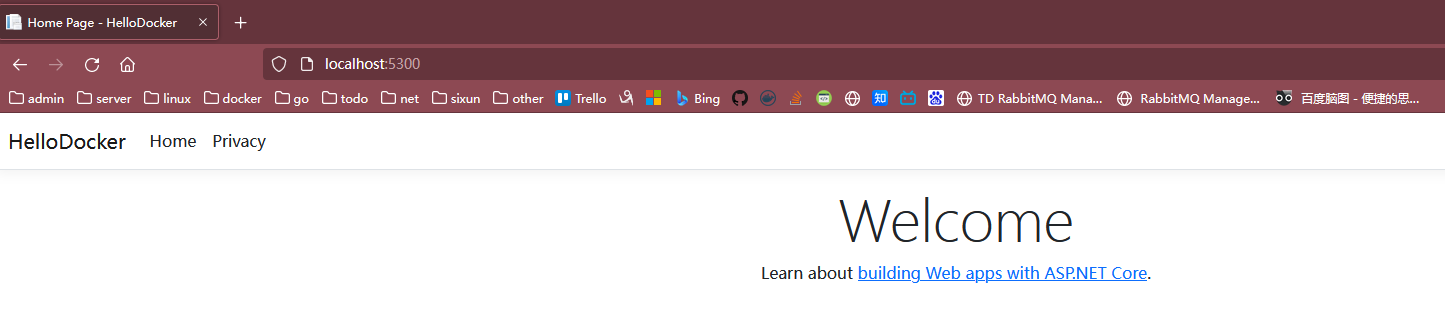 Home Page - HelloDocker
localhost:5300
admin server linux docker go todo net sixun other Trello Bing 知 TD RabbitMQ Mana... RabbitMQ Manage... 百度脑图 - 便捷的思...
HelloDocker Home Privacy
Welcome
Learn about building Web apps with ASP.NET Core.